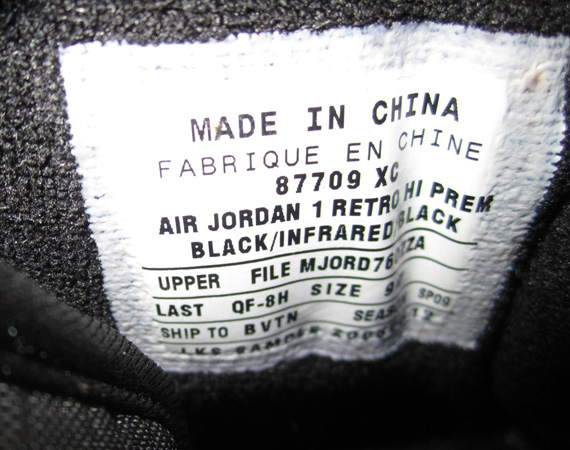 MADE IN CHINA
FABRIQUE EN CHINE
87709 XC
AIR JORDAN 1 RETRO HI PREM
BLACK/INFRARED/BLACK
UPPER FILE
LAST QF-8H SIZE SP09
SHIP TO BVTN